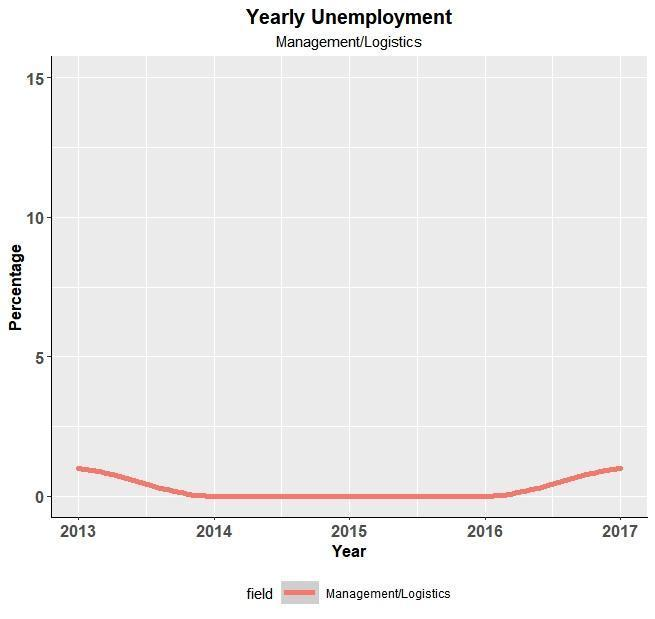 Yearly Unemployment
Management/Logistics
15
10
5
0
Percentage
2013 2014 2015 2016 2017
Year
field Management/Logistics